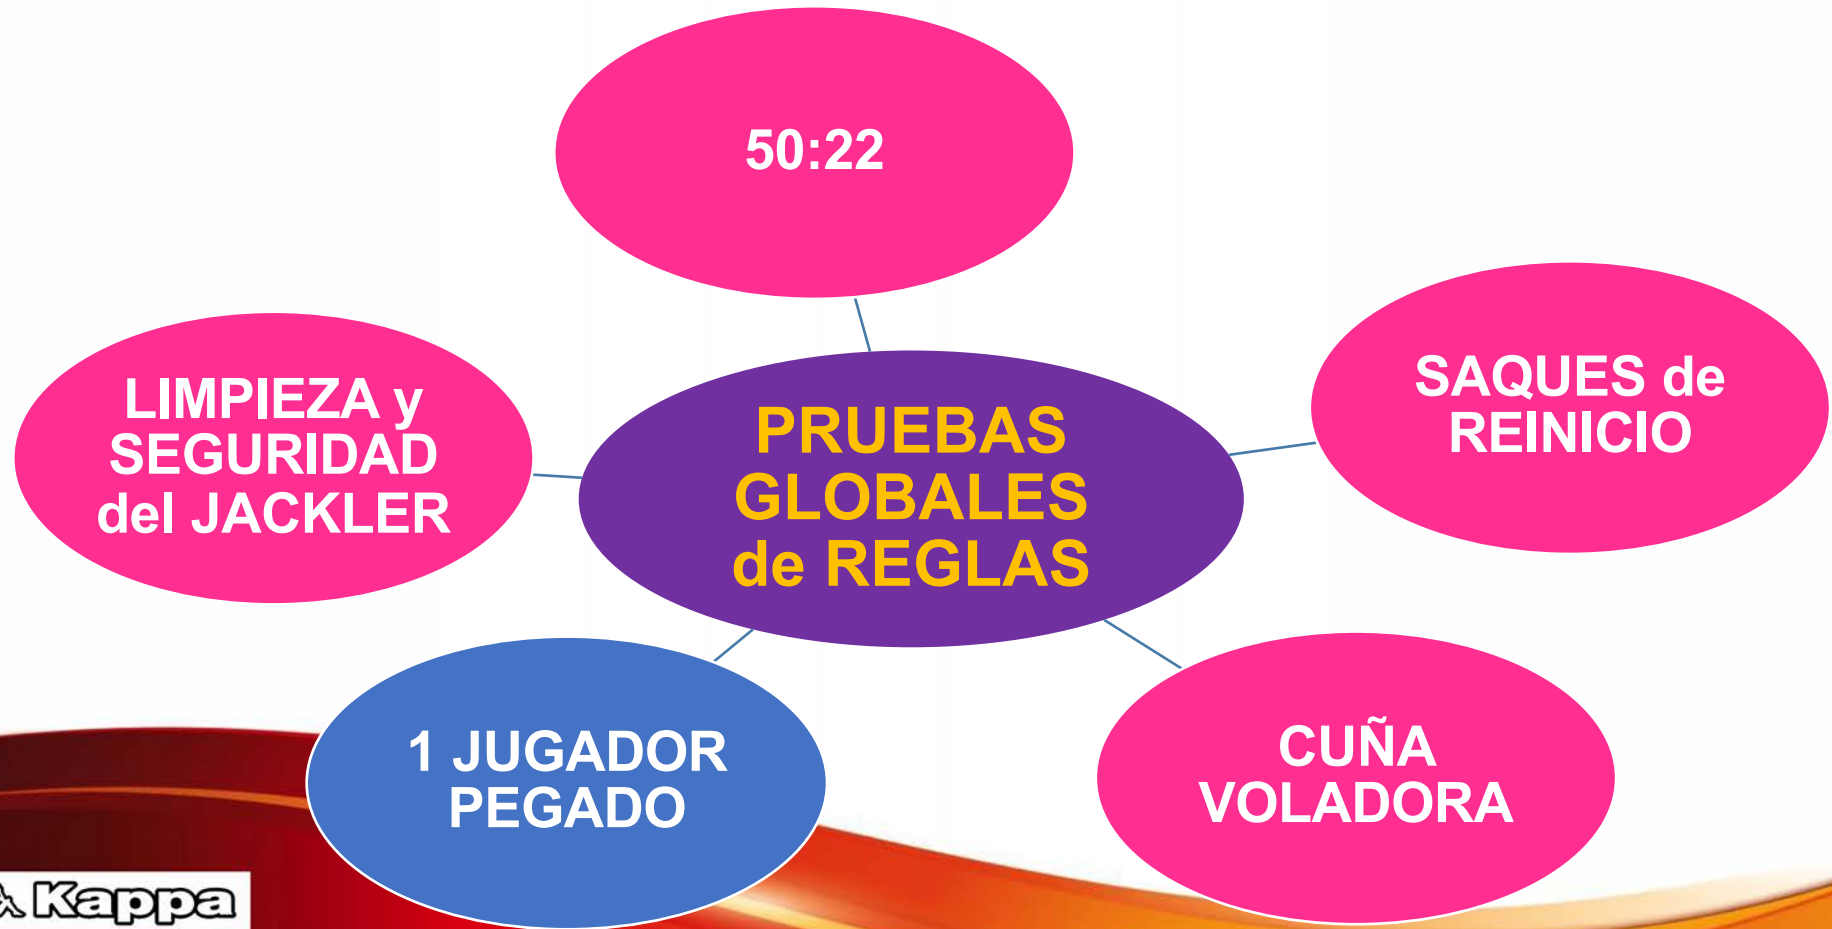 50:22
SAQUES de
REINICIO
LIMPIEZA y
SEGURIDAD
del JACKLER
PRUEBAS
GLOBALES
de REGLAS
1 JUGADOR
PEGADO
CUÑA
VOLADORA
Kappa